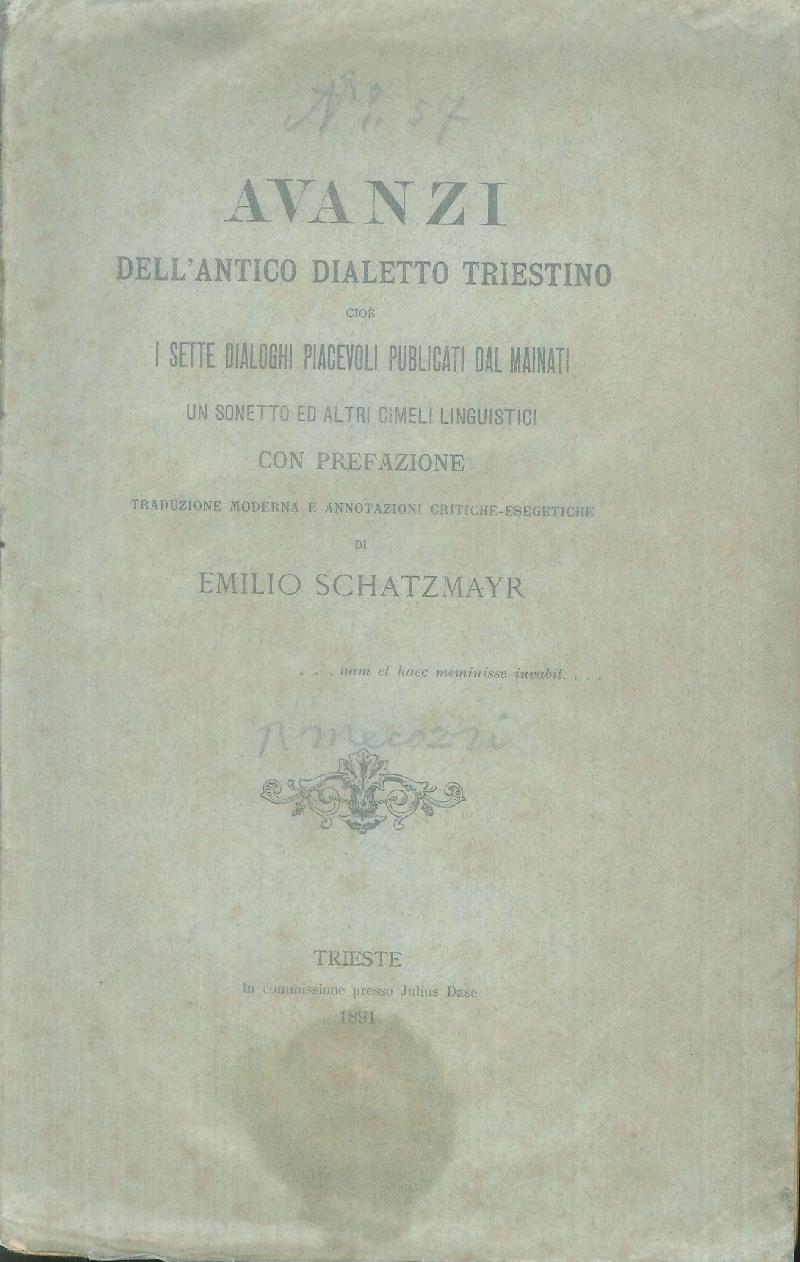 No. 57
AVANZI
DELL'ANTICO DIALETTO TRIESTINO
CIOÈ
I SETTE DIALOGHI PIACEVOLI PUBLICATI DAL MAINATI
UN SONETTO ED ALTRI CIMELI LINGUISTICI
CON PREFAZIONE
TRADUZIONE MODERNA E ANNOTAZIONI CRITICHE-ESEGETICHE
DI
EMILIO SCHATZMAYR
. . . nam et haec meminisse iuvabit. . . .
Mecozzi
TRIESTE
In commissione presso Julius Dase
1891